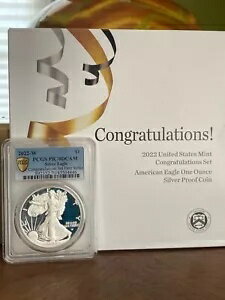 Congratulations!
2022 United States Mint
Congratulations Set
American Eagle One Ounce
Silver Proof Coin
2022-W $1
PCGS PR70DCAM
Silver Eagle